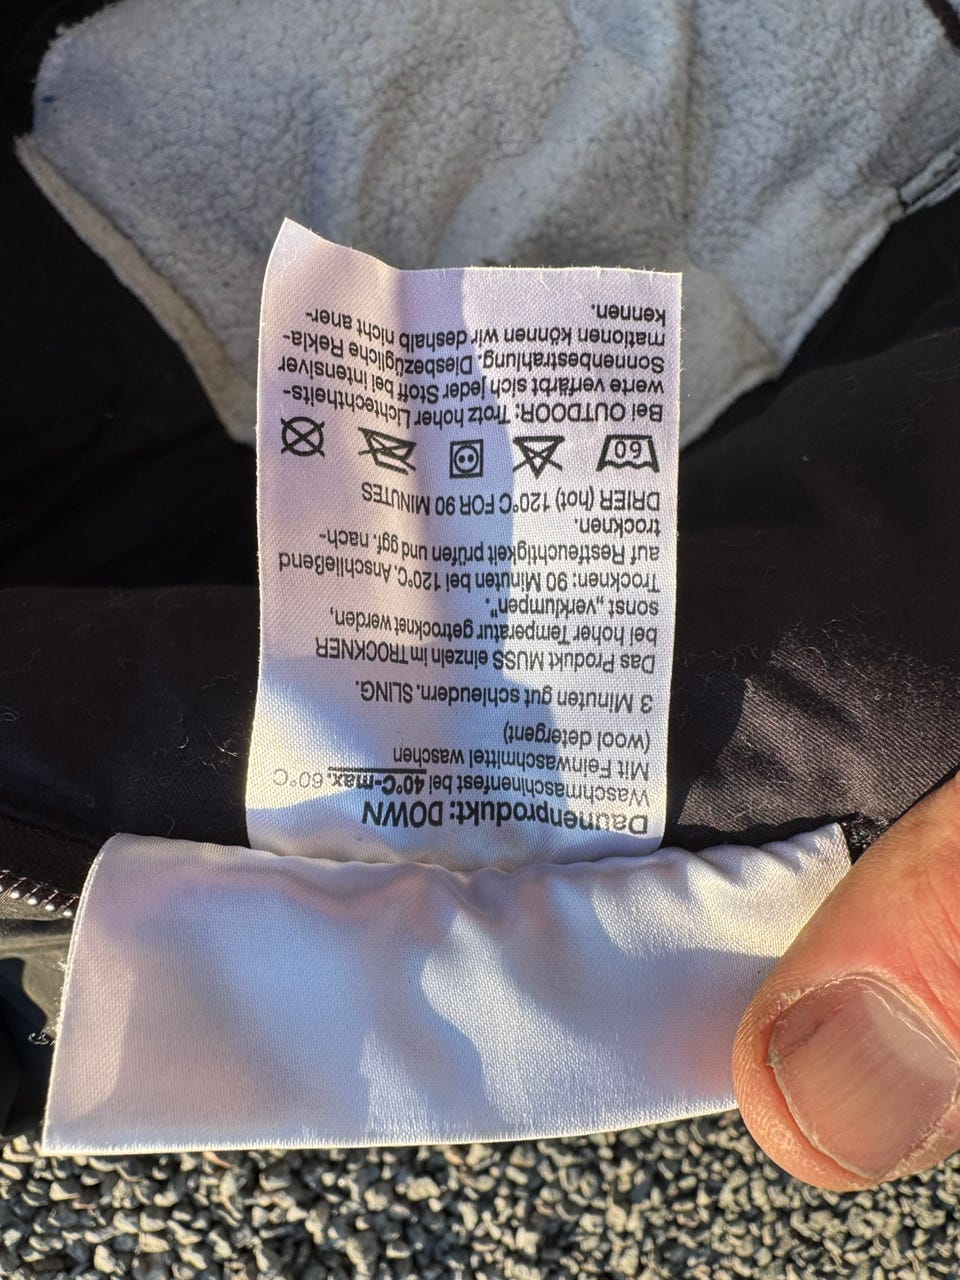 Daunenprodukt: DOWN
Waschmaschinenfest bei 40°C-max. 60°C
Mit Feinwaschmittel waschen
(wool detergent)
3 Minuten gut schleudern. SLING.
Das Produkt MUSS einzeln im TROCKNER
bei hoher Temperatur getrocknet werden,
sonst „verklumpen".
Trocknen: 90 Minuten bei 120°C. Anschließend
auf Restfeuchtigkeit prüfen und ggf. nach-
trocknen.
DRIER (hot) 120°C FOR 90 MINUTES
60
Bei OUTDOOR: Trotz hoher Lichtechtheits-
werte verfärbt sich jeder Stoff bei intensiver
Sonnenbestrahlung. Diesbezügliche Rekla-
mationen können wir deshalb nicht aner-
kennen.